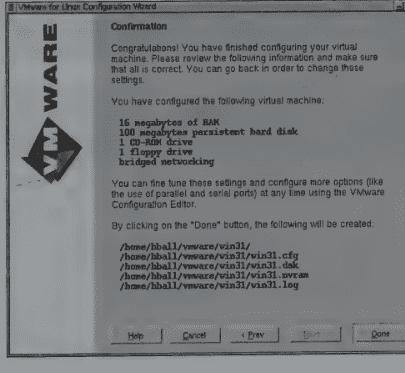 VMware for Linux Configuration Wizard
VMWARE
Confirmation
Congratulations! You have finished configuring your virtual
machine. Please review the following information and make sure
that all is correct. You can go back in order to change these
settings.
You have configured the following virtual machine:
16 megabytes of RAM
100 megabytes persistent hard disk
1 CD-ROM drive
1 floppy drive
bridged networking
You can fine tune these settings and configure more options (like
the use of parallel and serial ports) at any time using the VMware
Configuration Editor.
By clicking on the "Done" button, the following will be created:
/home/bball/vmware/win31/
/home/bball/vmware/win31/win31.cfg
/home/bball/vmware/win31/win31.dsk
/home/bball/vmware/win31/win31.nvram
/home/bball/vmware/win31/win31.log
Help
Cancel
< Prev
Next
Done